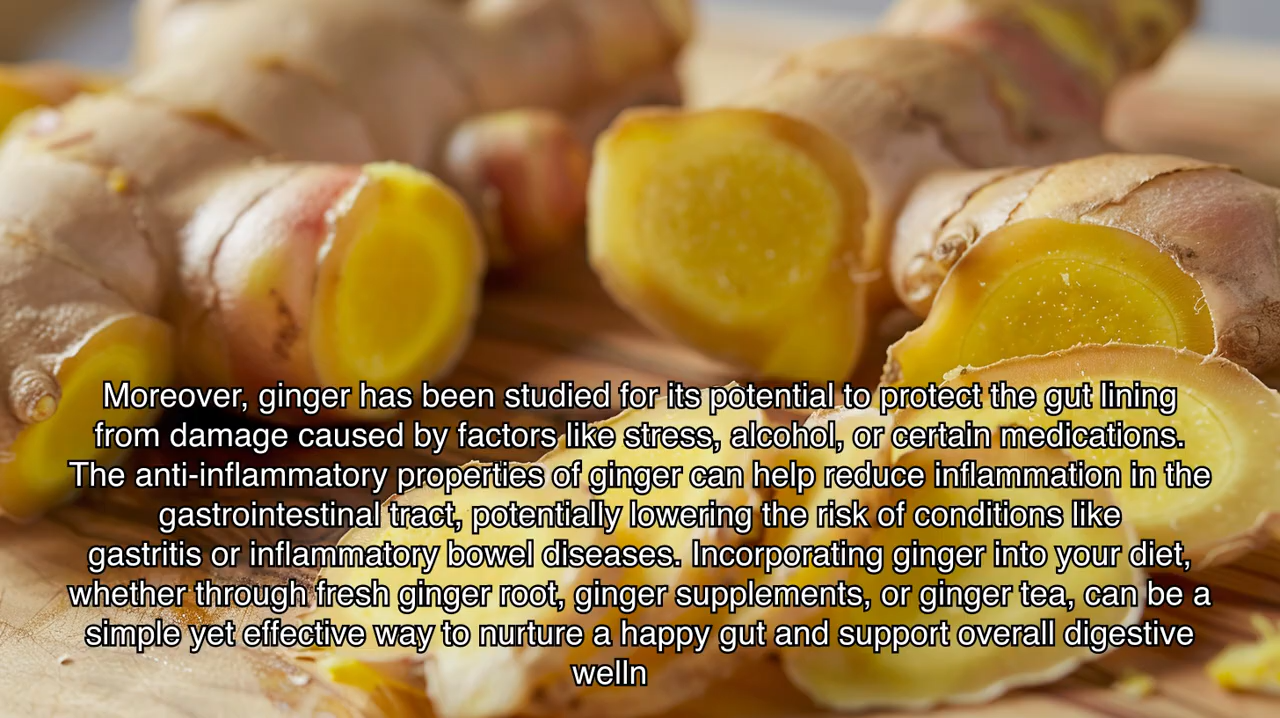 Moreover, ginger has been studied for its potential to protect the gut lining
from damage caused by factors like stress, alcohol, or certain medications.
The anti-inflammatory properties of ginger can help reduce inflammation in the
gastrointestinal tract, potentially lowering the risk of conditions like
gastritis or inflammatory bowel diseases. Incorporating ginger into your diet,
whether through fresh ginger root, ginger supplements, or ginger tea, can be a
simple yet effective way to nurture a happy gut and support overall digestive
welln